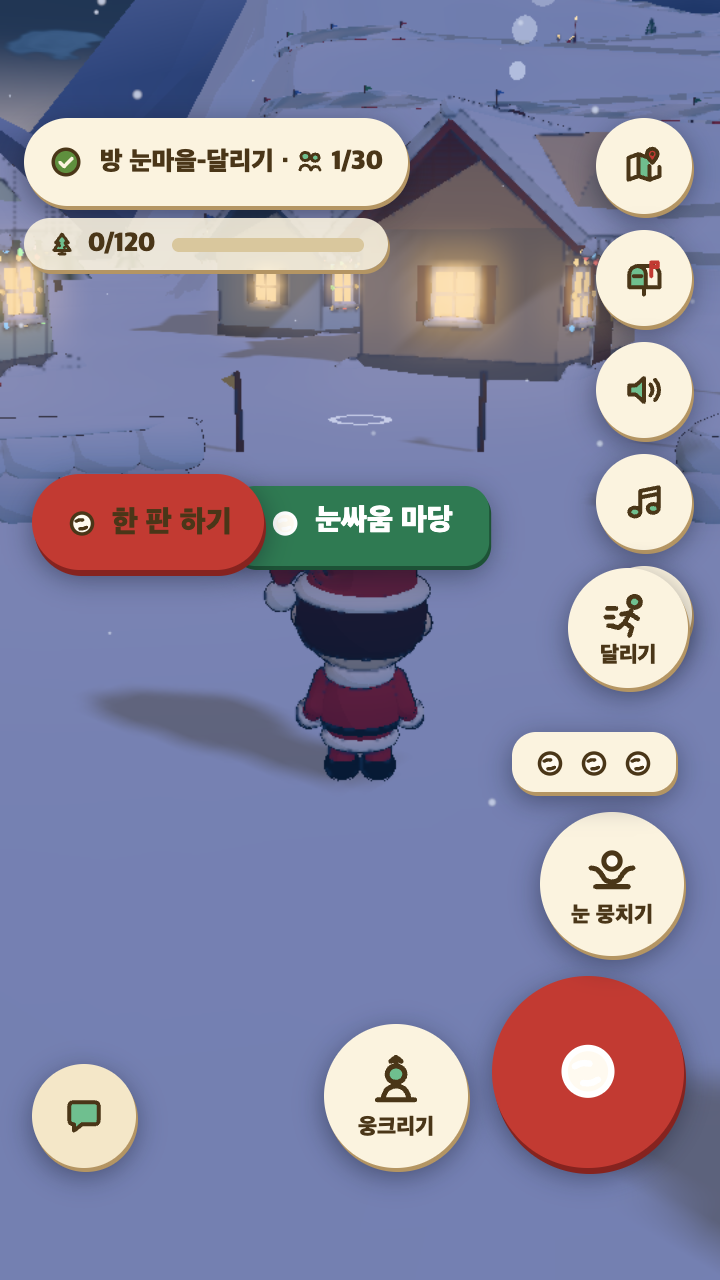 방 눈마을-달리기 · 1/30
0/120
한 판 하기
눈싸움 마당
달리기
눈 뭉치기
웅크리기